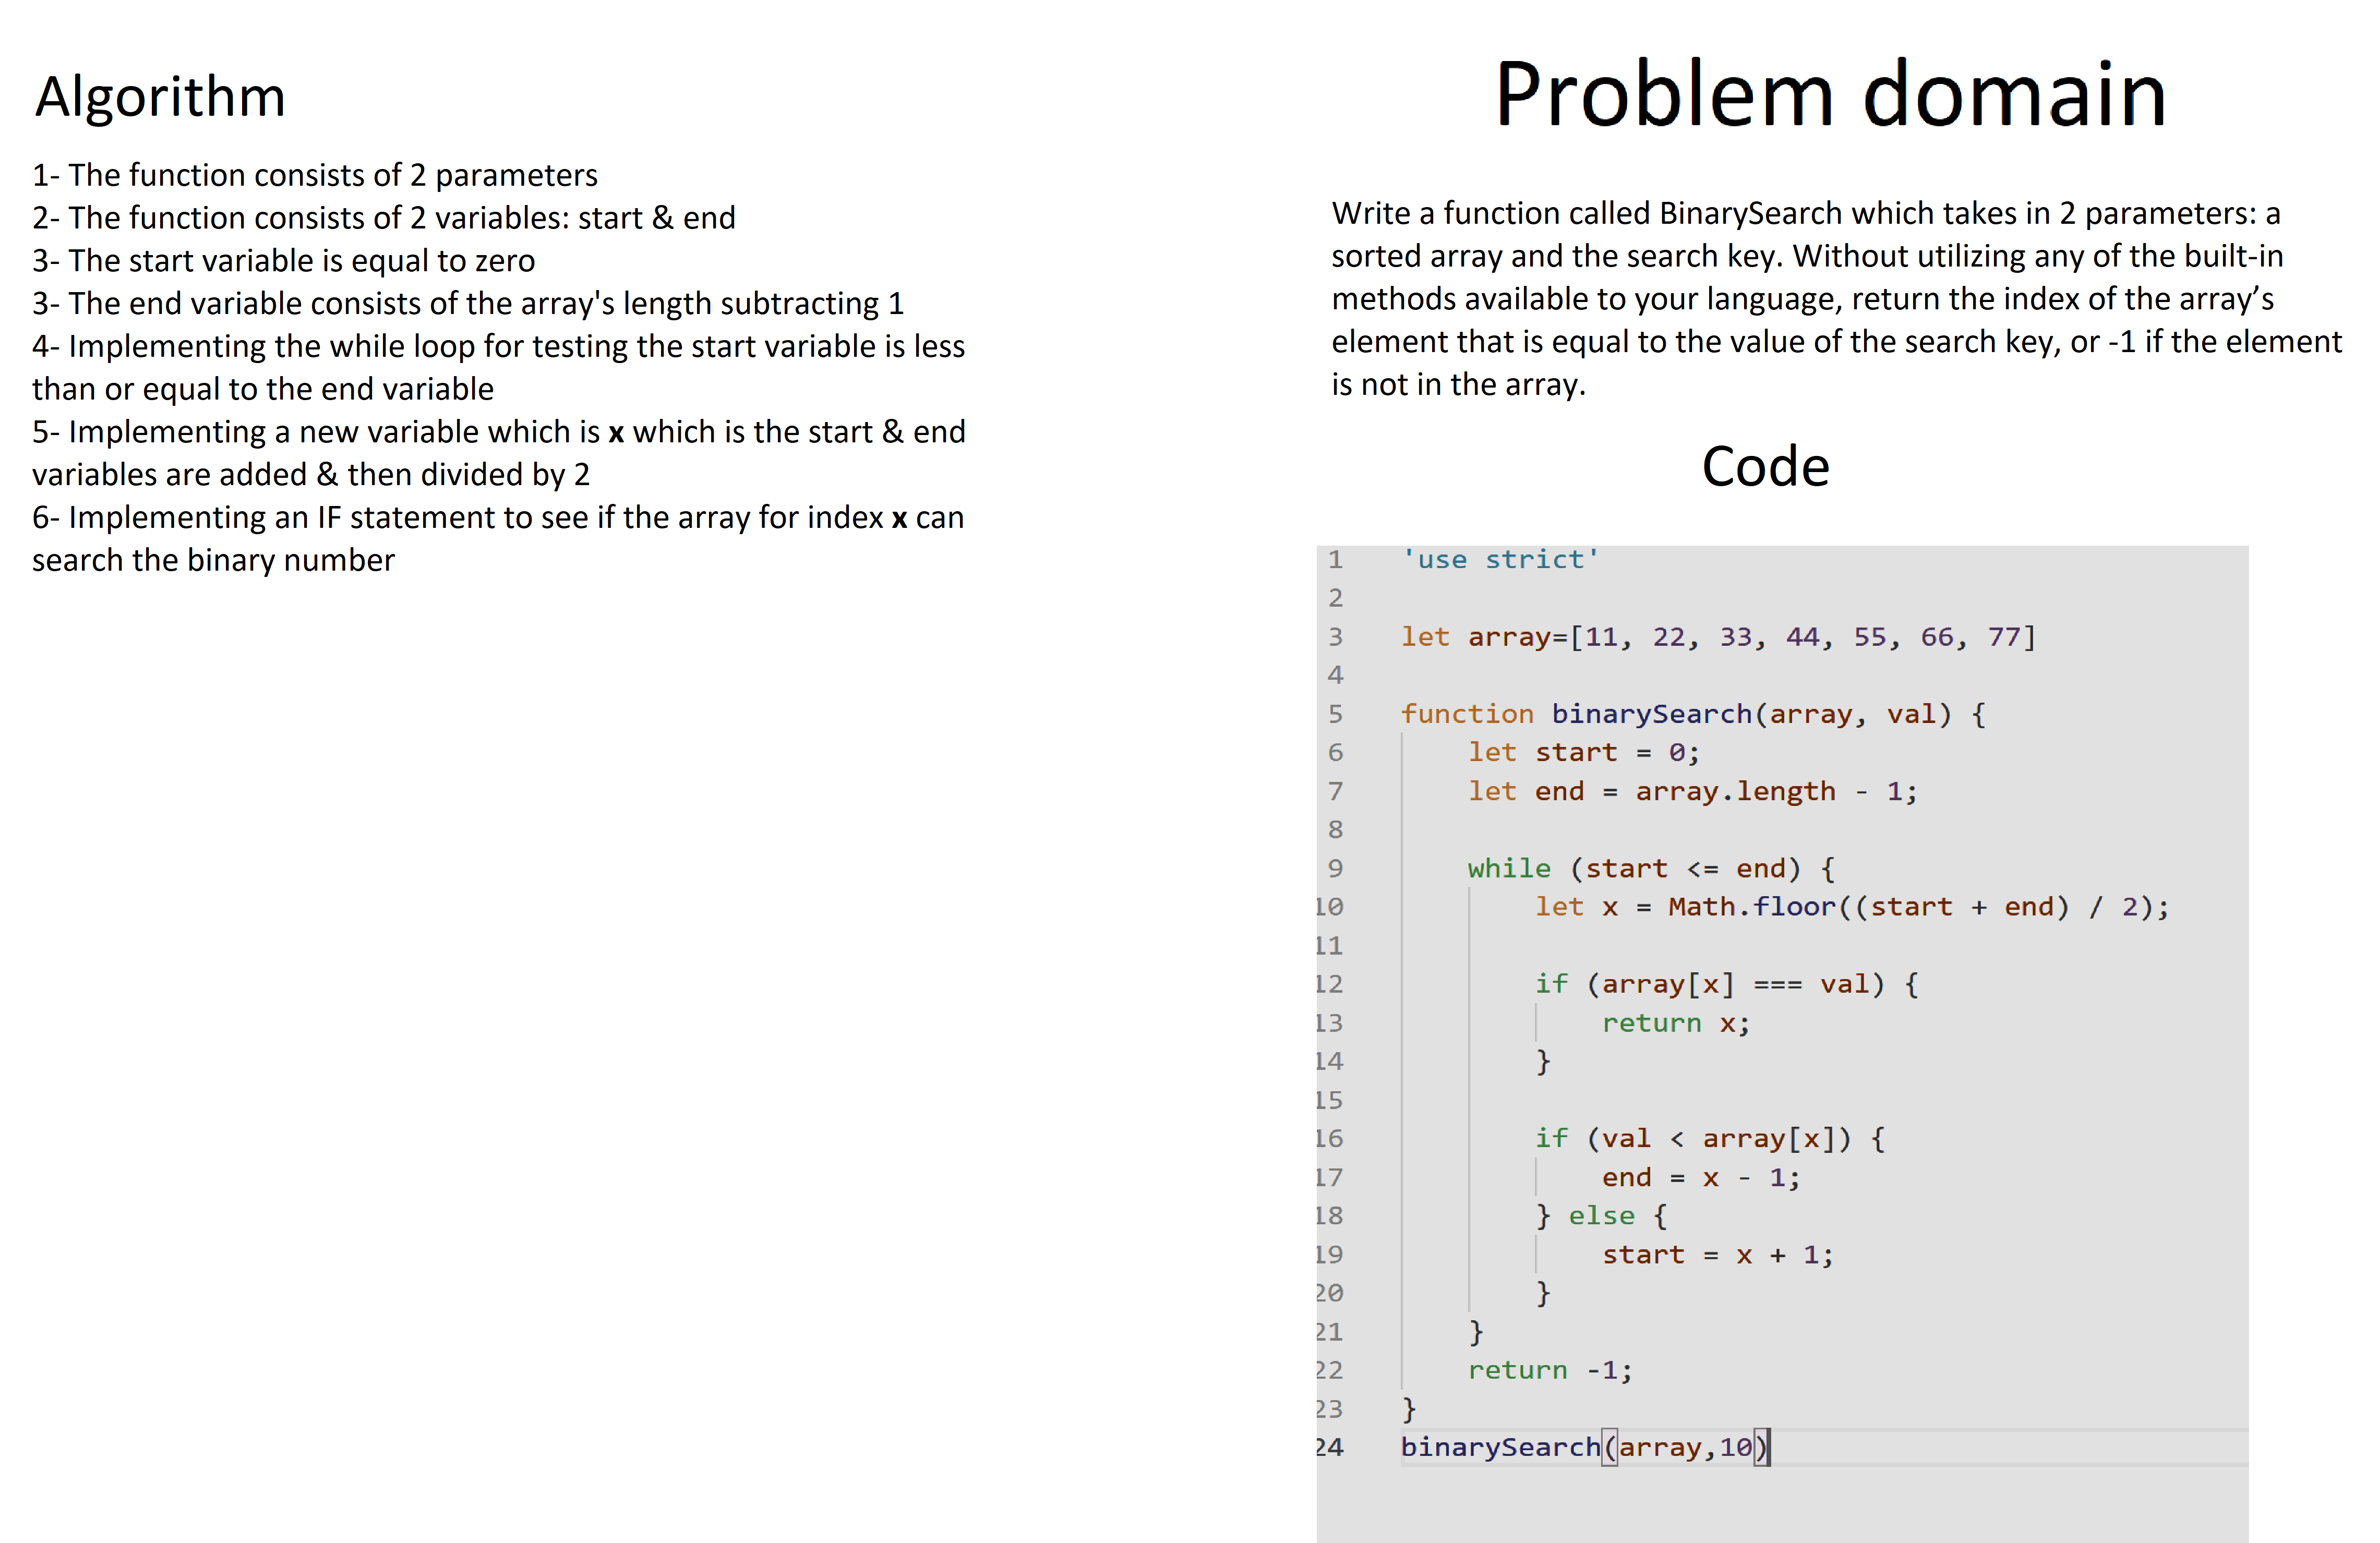 Algorithm
1- The function consists of 2 parameters
2- The function consists of 2 variables: start & end
3- The start variable is equal to zero
3- The end variable consists of the array's length subtracting 1
4- Implementing the while loop for testing the start variable is less
than or equal to the end variable
5- Implementing a new variable which is x which is the start & end
variables are added & then divided by 2
6- Implementing an IF statement to see if the array for index x can
search the binary number
Problem domain
Write a function called BinarySearch which takes in 2 parameters: a
sorted array and the search key. Without utilizing any of the built-in
methods available to your language, return the index of the array’s
element that is equal to the value of the search key, or -1 if the element
is not in the array.
Code
1 'use strict'
2
3 let array=[11, 22, 33, 44, 55, 66, 77]
4
5 function binarySearch(array, val) {
6 let start = 0;
7 let end = array.length - 1;
8
9 while (start <= end) {
10 let x = Math.floor((start + end) / 2);
11
12 if (array[x] === val) {
13 return x;
14 }
15
16 if (val < array[x]) {
17 end = x - 1;
18 } else {
19 start = x + 1;
20 }
21 }
22 return -1;
23 }
24 binarySearch(array,10)